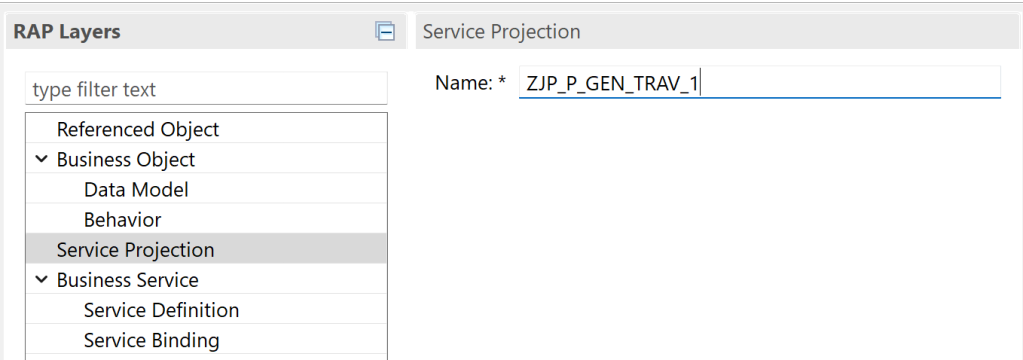 RAP Layers
type filter text
Referenced Object
Business Object
Data Model
Behavior
Service Projection
Business Service
Service Definition
Service Binding
Service Projection
Name: * ZJP_P_GEN_TRAV_1